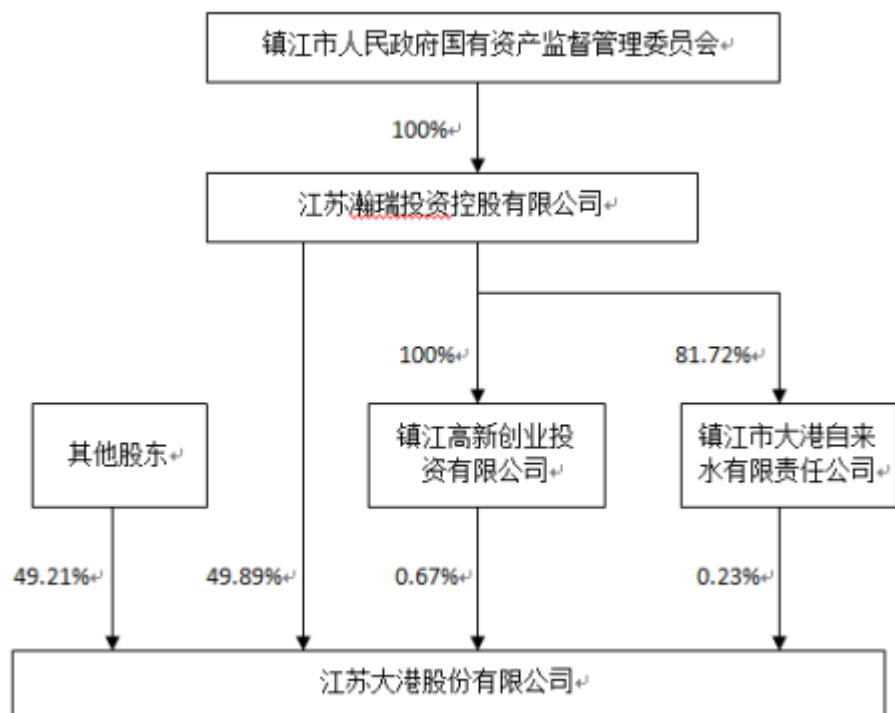 镇江市人民政府国有资产监督管理委员会
100%
江苏瀚瑞投资控股有限公司
100%
81.72%
其他股东
镇江高新创业投
资有限公司
镇江市大港自来
水有限责任公司
49.21%
49.89%
0.67%
0.23%
江苏大港股份有限公司